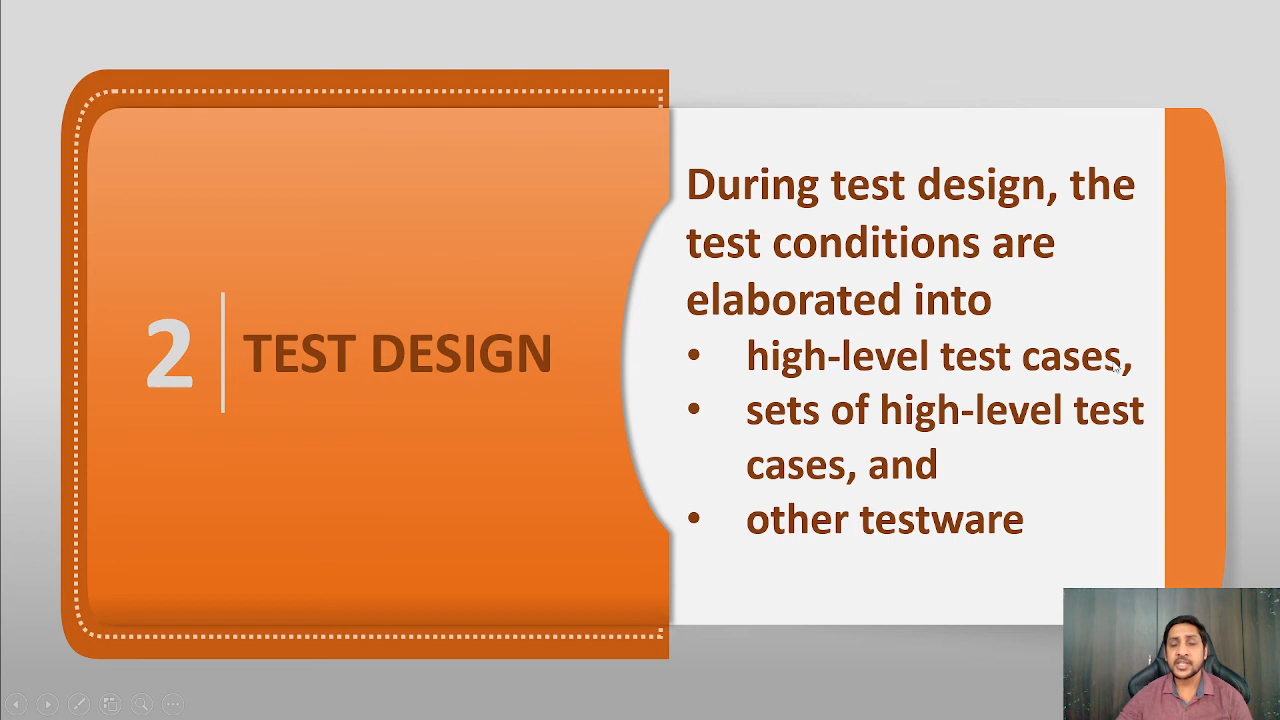 2
TEST DESIGN
During test design, the
test conditions are
elaborated into
• high-level test cases,
• sets of high-level test
cases, and
• other testware